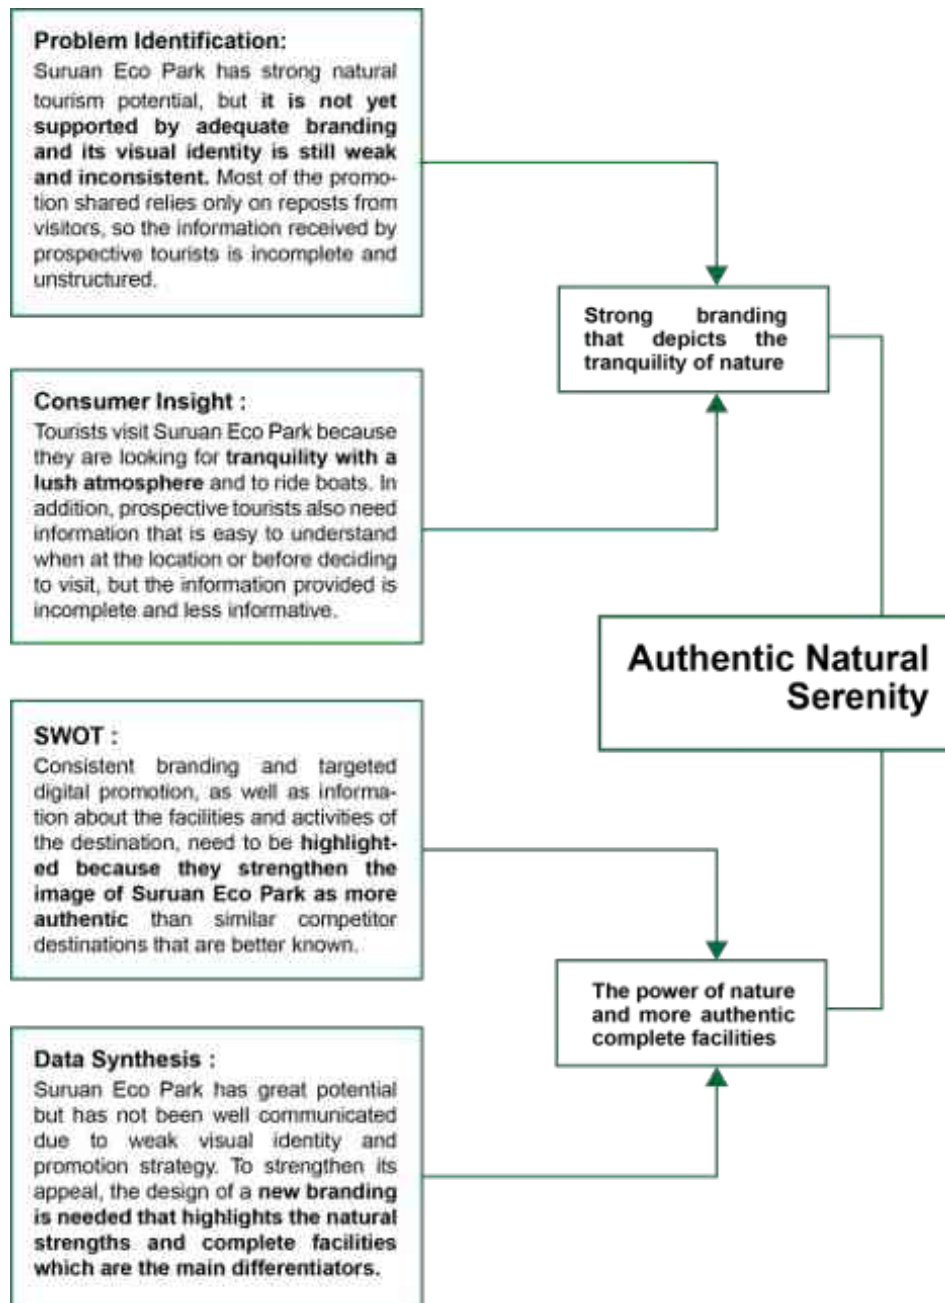 Problem Identification:
Suruan Eco Park has strong natural
tourism potential, but it is not yet
supported by adequate branding
and its visual identity is still weak
and inconsistent. Most of the promo-
tion shared relies only on reposts from
visitors, so the information received by
prospective tourists is incomplete and
unstructured.
Strong branding
that depicts the
tranquility of nature
Consumer Insight :
Tourists visit Suruan Eco Park because
they are looking for tranquility with a
lush atmosphere and to ride boats. In
addition, prospective tourists also need
information that is easy to understand
when at the location or before deciding
to visit, but the information provided is
incomplete and less informative.
Authentic Natural
Serenity
SWOT :
Consistent branding and targeted
digital promotion, as well as informa-
tion about the facilities and activities of
the destination, need to be highlight-
ed because they strengthen the
image of Suruan Eco Park as more
authentic than similar competitor
destinations that are better known.
The power of nature
and more authentic
complete facilities
Data Synthesis :
Suruan Eco Park has great potential
but has not been well communicated
due to weak visual identity and
promotion strategy. To strengthen its
appeal, the design of a new branding
is needed that highlights the natural
strengths and complete facilities
which are the main differentiators.